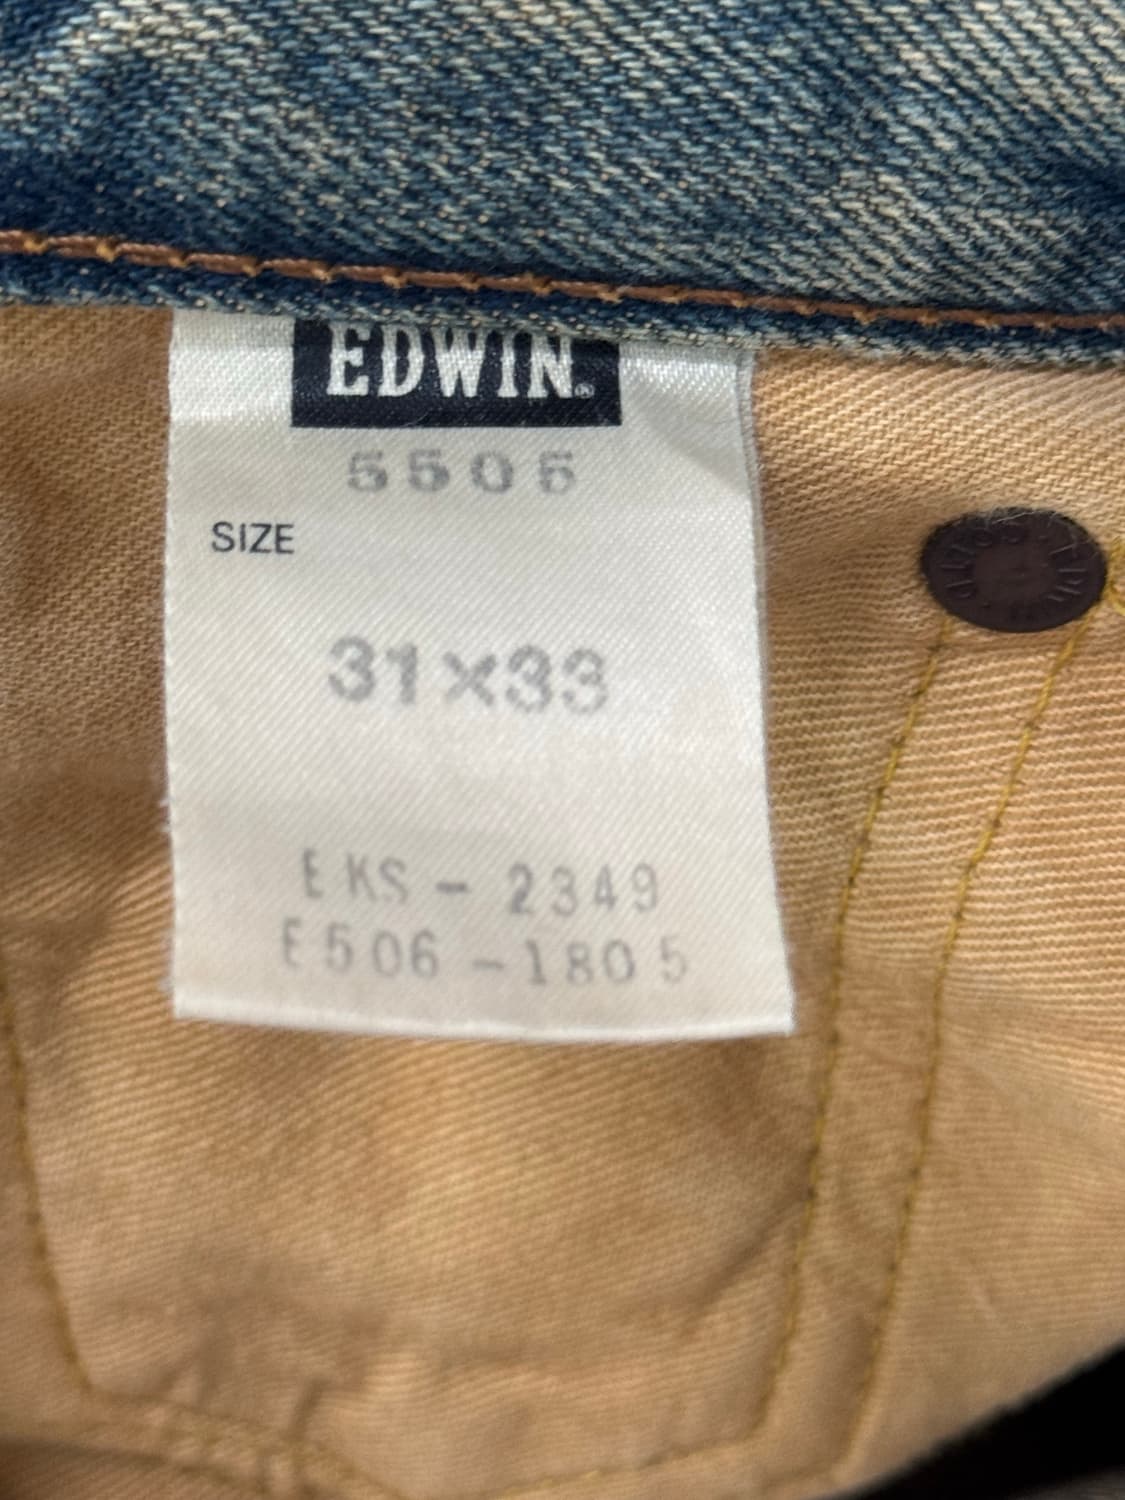 EDWIN®
5505
SIZE
31×33
EKS-2349
E506-1805